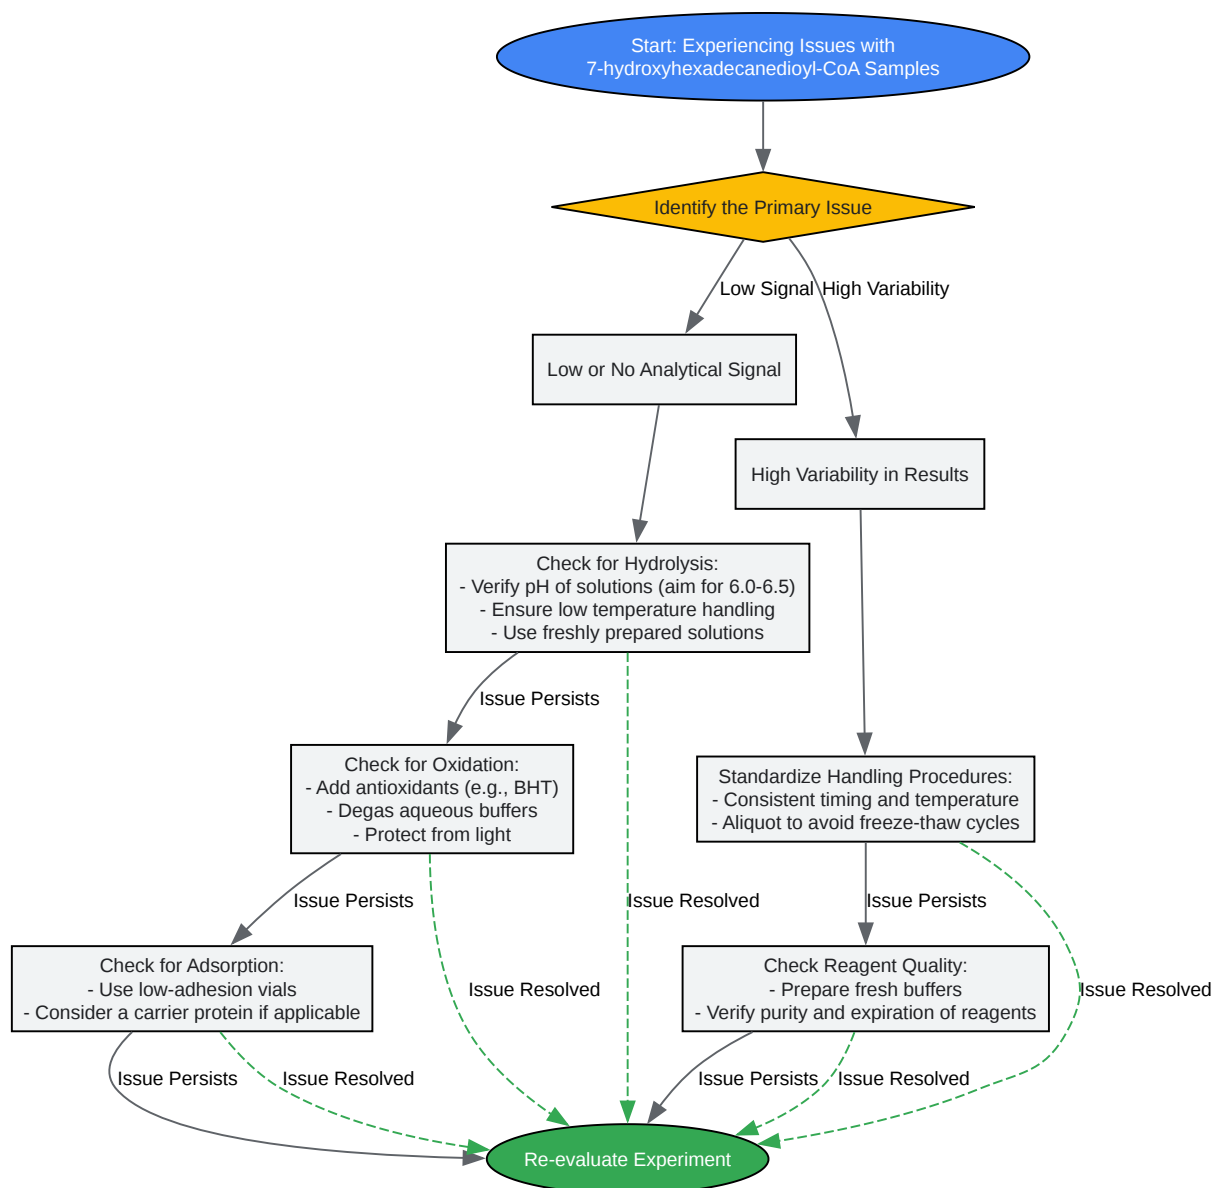 Start: Experiencing Issues with
7-hydroxyhexadecanedioyl-CoA Samples
Identify the Primary Issue
Low Signal
High Variability
Low or No Analytical Signal
High Variability in Results
Check for Hydrolysis:
- Verify pH of solutions (aim for 6.0-6.5)
- Ensure low temperature handling
- Use freshly prepared solutions
Issue Persists
Check for Oxidation:
- Add antioxidants (e.g., BHT)
- Degas aqueous buffers
- Protect from light
Standardize Handling Procedures:
- Consistent timing and temperature
- Aliquot to avoid freeze-thaw cycles
Issue Persists
Issue Resolved
Issue Persists
Check for Adsorption:
- Use low-adhesion vials
- Consider a carrier protein if applicable
Issue Resolved
Check Reagent Quality:
- Prepare fresh buffers
- Verify purity and expiration of reagents
Issue Resolved
Issue Persists
Issue Resolved
Issue Persists
Issue Resolved
Re-evaluate Experiment